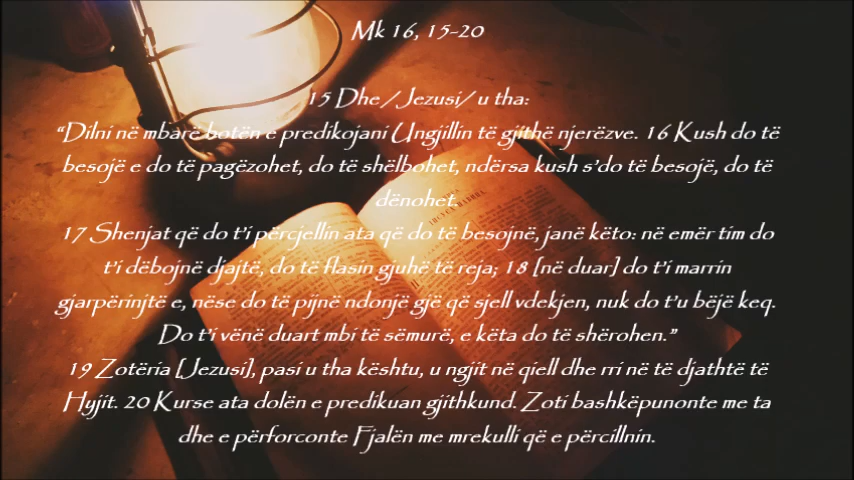 Mk 16, 15-20
15 Dhe /Jezusi/ u tha:
“Dilni në mbarë botën e predikojani Ungjillin të gjithë njerëzve. 16 Kush do të
besojë e do të pagëzohet, do të shëlbohet, ndërsa kush s’do të besojë, do të
dënohet.
17 Shenjat që do t’i përcjellin ata që do të besojnë, janë këto: në emër tim do
t’i dëbojnë djajtë, do të flasin gjuhë të reja; 18 [në duar] do t’i marrin
gjarpërinjtë e, nëse do të pijnë ndonjë gjë që sjell vdekjen, nuk do t’u bëjë keq.
Do t’i vënë duart mbi të sëmurë, e këta do të shërohen.”
19 Zotëria [Jezusi], pasi u tha kështu, u ngjit në qiell dhe rri në të djathtë të
Hyjit. 20 Kurse ata dolën e predikuan gjithkund. Zoti bashkëpunonte me ta
dhe e përforconte Fjalën me mrekulli që e përcillnin.